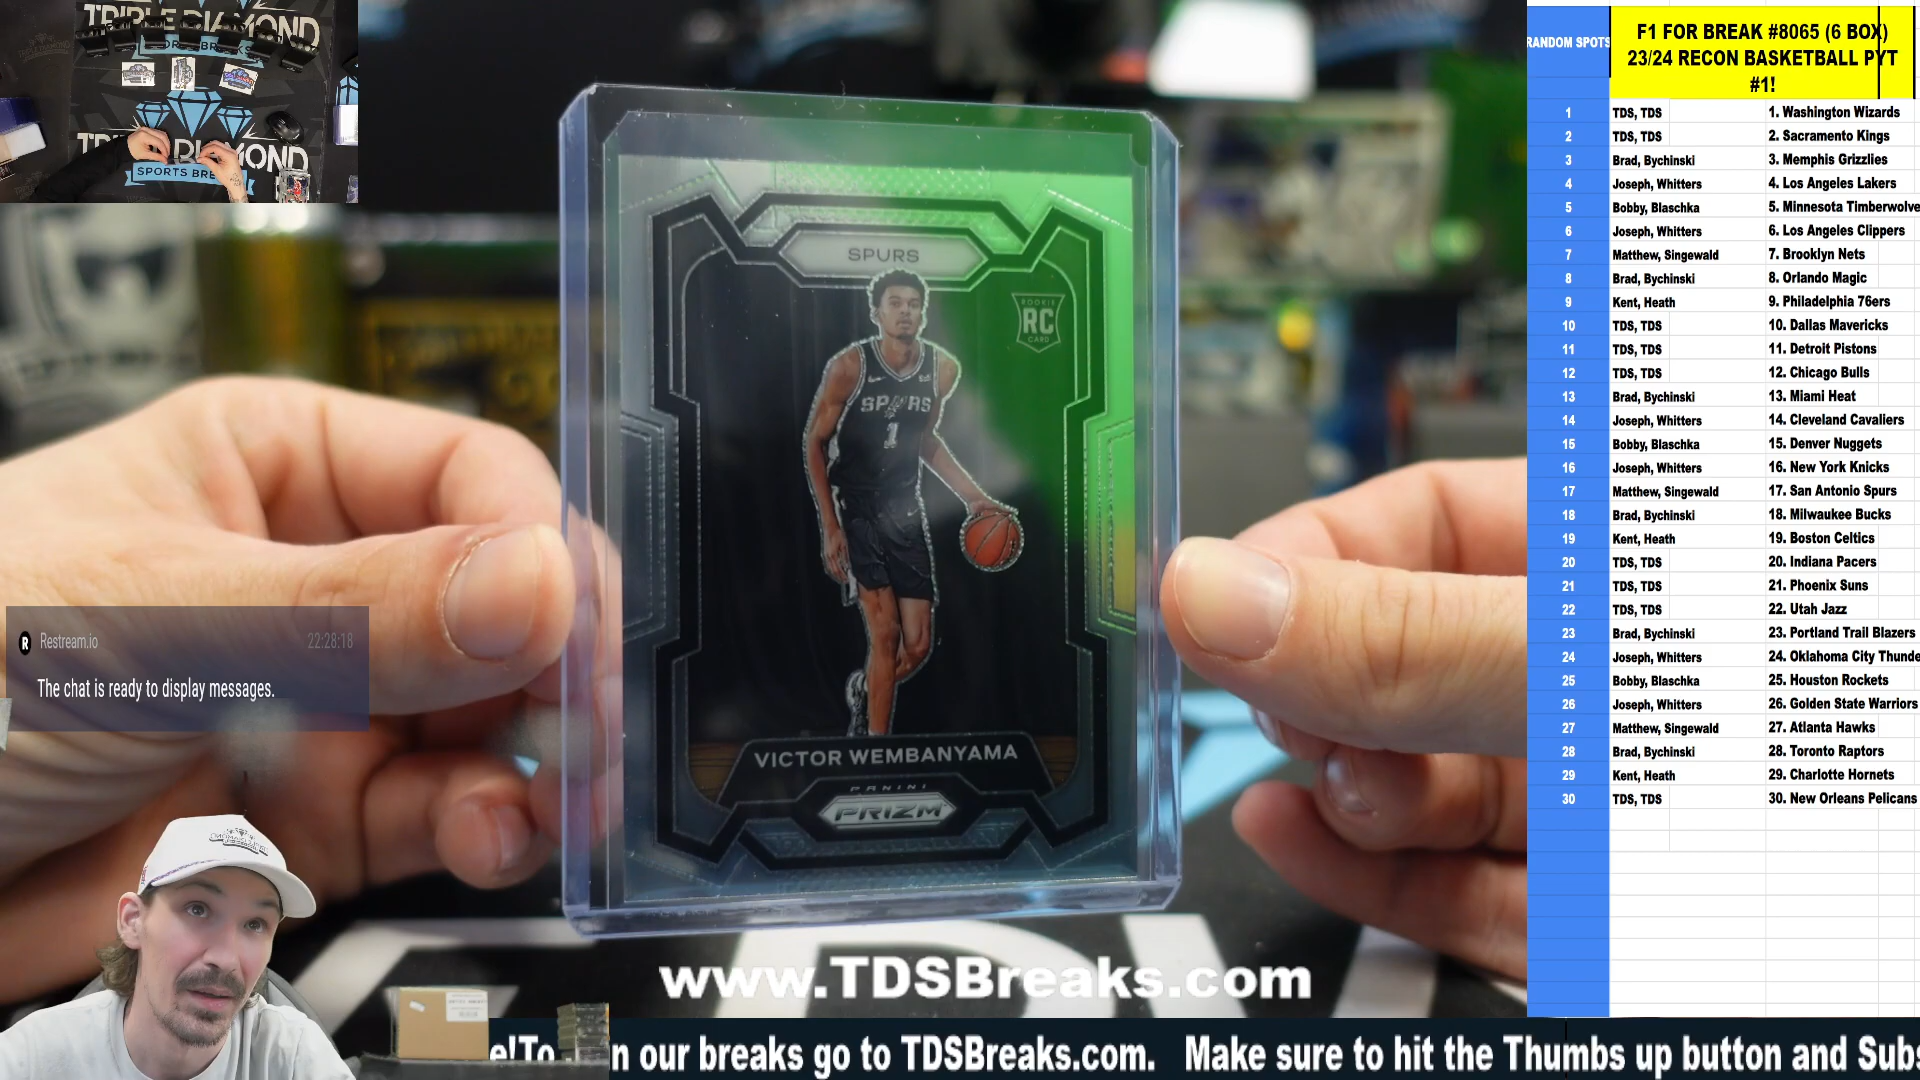 TRIPLE DIAMOND
SPORTS BREAKS
TRIPLE DIAMOND
SPORTS BRE
SPURS
ROOKIE
RC
CARD
SPURS
1
VICTOR WEMBANYAMA
PANINI
PRIZM
Restream.io 22:28:18
The chat is ready to display messages.
www.TDSBreaks.com
e!To
n our breaks go to TDSBreaks.com. Make sure to hit the Thumbs up button and Subs
RANDOM SPOTS
F1 FOR BREAK #8065 (6 BOX)
23/24 RECON BASKETBALL PYT
#1!
1 TDS, TDS 1. Washington Wizards
2 TDS, TDS 2. Sacramento Kings
3 Brad, Bychinski 3. Memphis Grizzlies
4 Joseph, Whitters 4. Los Angeles Lakers
5 Bobby, Blaschka 5. Minnesota Timberwolve
6 Joseph, Whitters 6. Los Angeles Clippers
7 Matthew, Singewald 7. Brooklyn Nets
8 Brad, Bychinski 8. Orlando Magic
9 Kent, Heath 9. Philadelphia 76ers
10 TDS, TDS 10. Dallas Mavericks
11 TDS, TDS 11. Detroit Pistons
12 TDS, TDS 12. Chicago Bulls
13 Brad, Bychinski 13. Miami Heat
14 Joseph, Whitters 14. Cleveland Cavaliers
15 Bobby, Blaschka 15. Denver Nuggets
16 Joseph, Whitters 16. New York Knicks
17 Matthew, Singewald 17. San Antonio Spurs
18 Brad, Bychinski 18. Milwaukee Bucks
19 Kent, Heath 19. Boston Celtics
20 TDS, TDS 20. Indiana Pacers
21 TDS, TDS 21. Phoenix Suns
22 TDS, TDS 22. Utah Jazz
23 Brad, Bychinski 23. Portland Trail Blazers
24 Joseph, Whitters 24. Oklahoma City Thunde
25 Bobby, Blaschka 25. Houston Rockets
26 Joseph, Whitters 26. Golden State Warriors
27 Matthew, Singewald 27. Atlanta Hawks
28 Brad, Bychinski 28. Toronto Raptors
29 Kent, Heath 29. Charlotte Hornets
30 TDS, TDS 30. New Orleans Pelicans